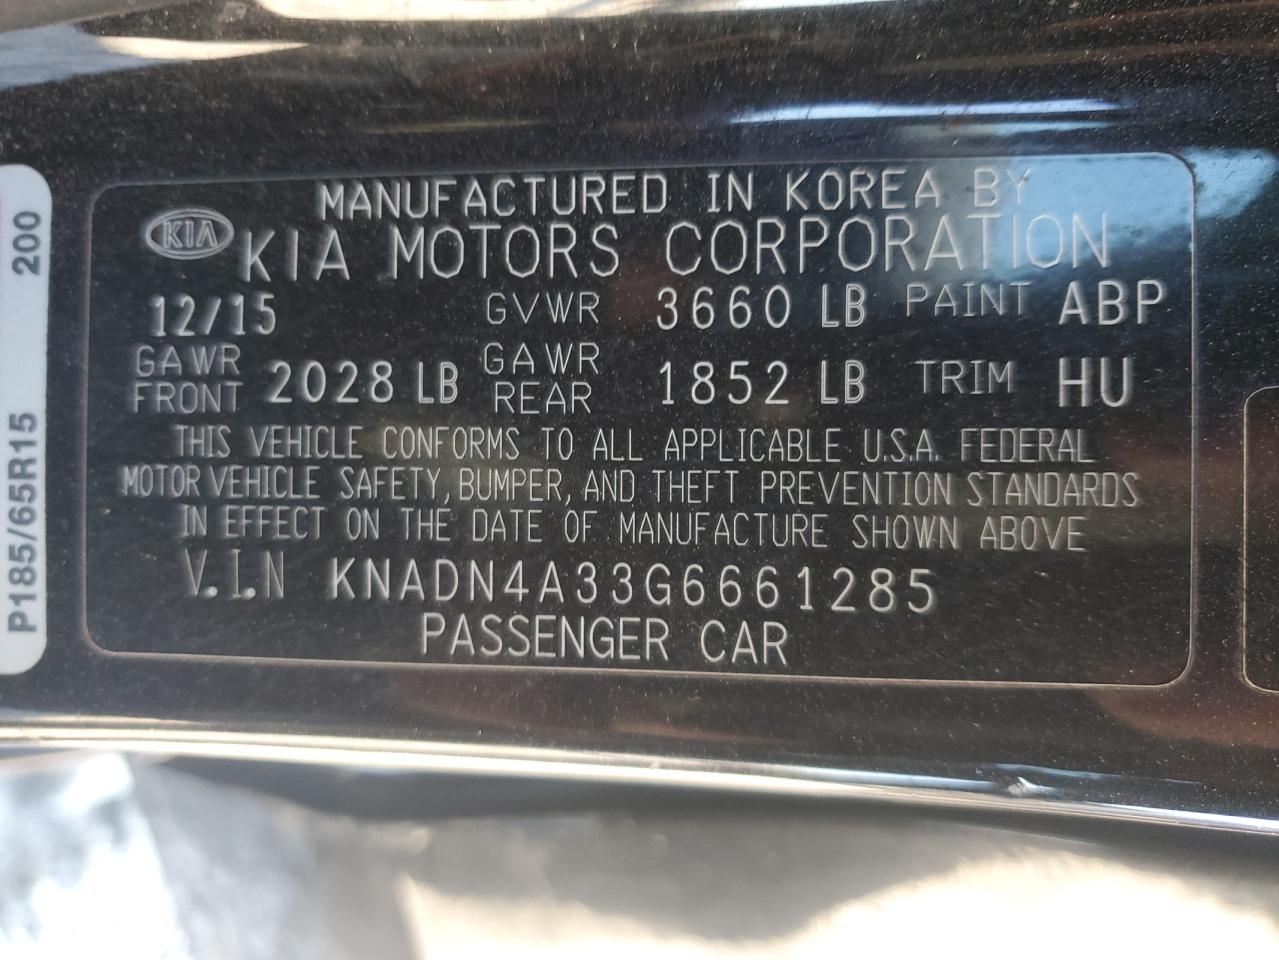 MANUFACTURED IN KOREA BY
KIA
KIA MOTORS CORPORATION
12/15 GVWR 3660 LB PAINT ABP
GAWR FRONT 2028 LB GAWR REAR 1852 LB TRIM HU
THIS VEHICLE CONFORMS TO ALL APPLICABLE U.S.A. FEDERAL
MOTOR VEHICLE SAFETY, BUMPER, AND THEFT PREVENTION STANDARDS
IN EFFECT ON THE DATE OF MANUFACTURE SHOWN ABOVE
V.I.N KNADN4A33G6661285
PASSENGER CAR
P185/65R15 200